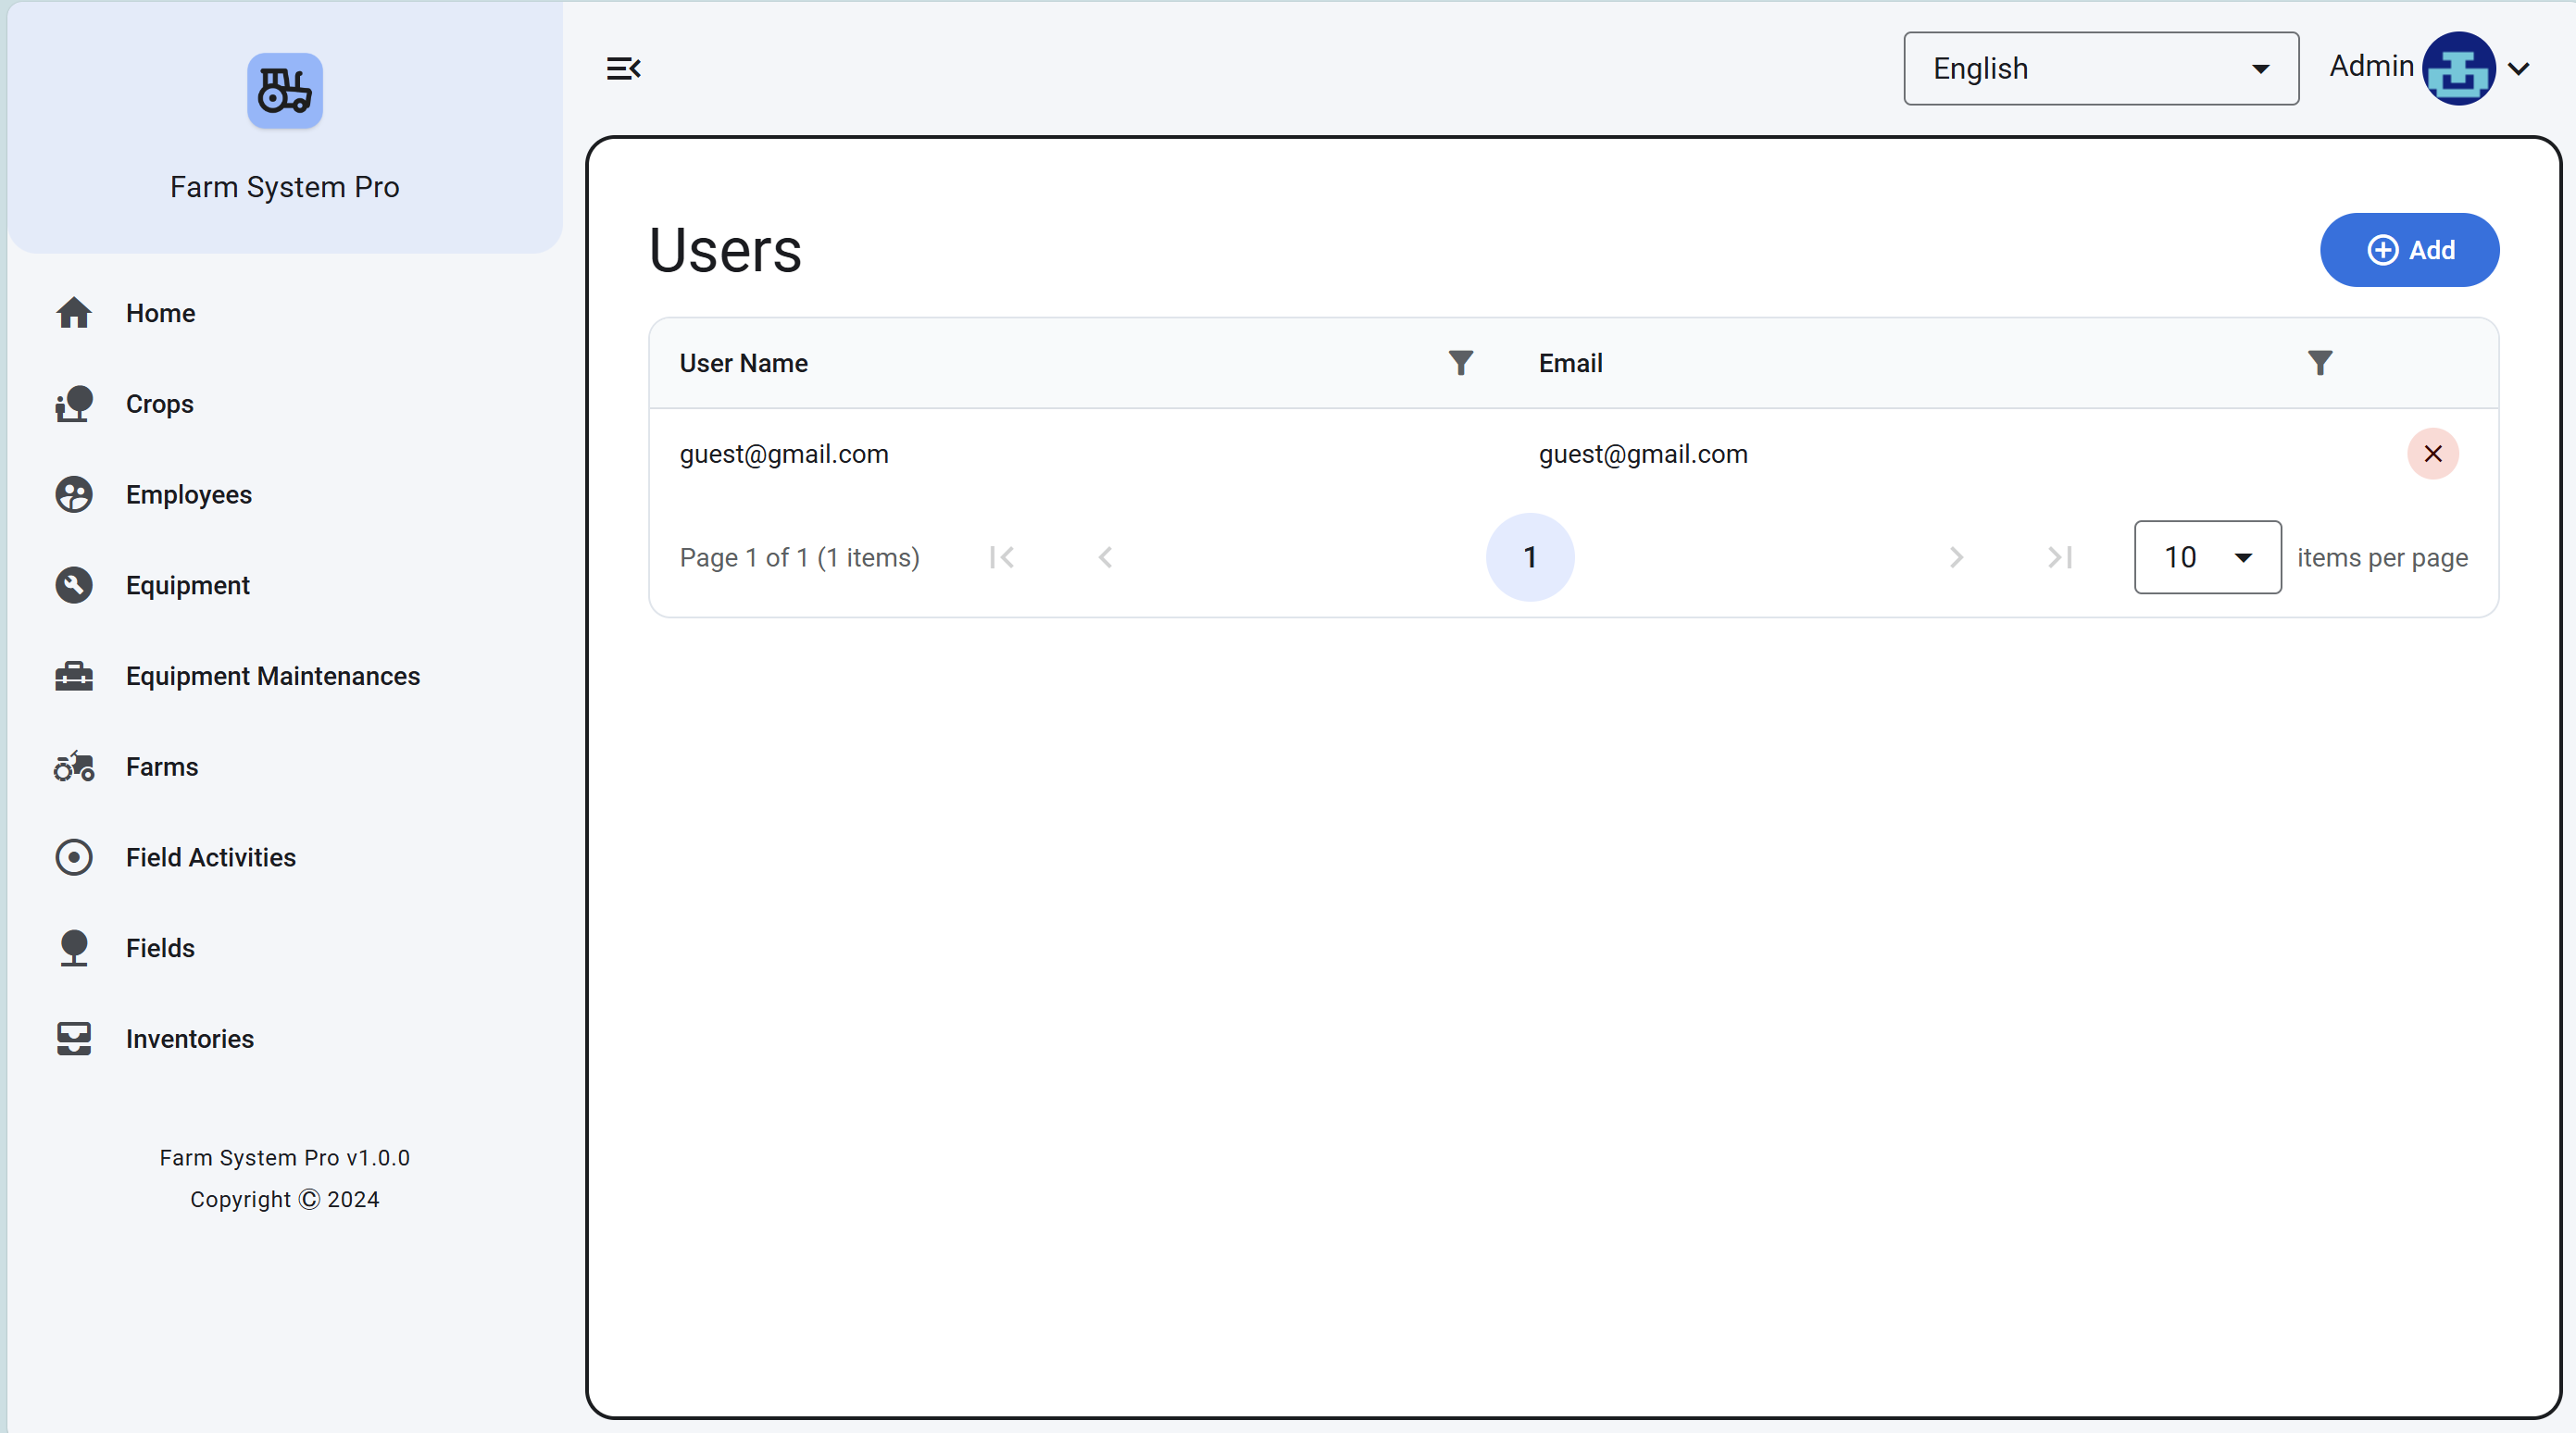 Farm System Pro
Home
Crops
Employees
Equipment
Equipment Maintenances
Farms
Field Activities
Fields
Inventories
Farm System Pro v1.0.0
Copyright © 2024
English
Admin
Users
Add
User Name Email
guest@gmail.com guest@gmail.com
Page 1 of 1 (1 items) 1 10 items per page